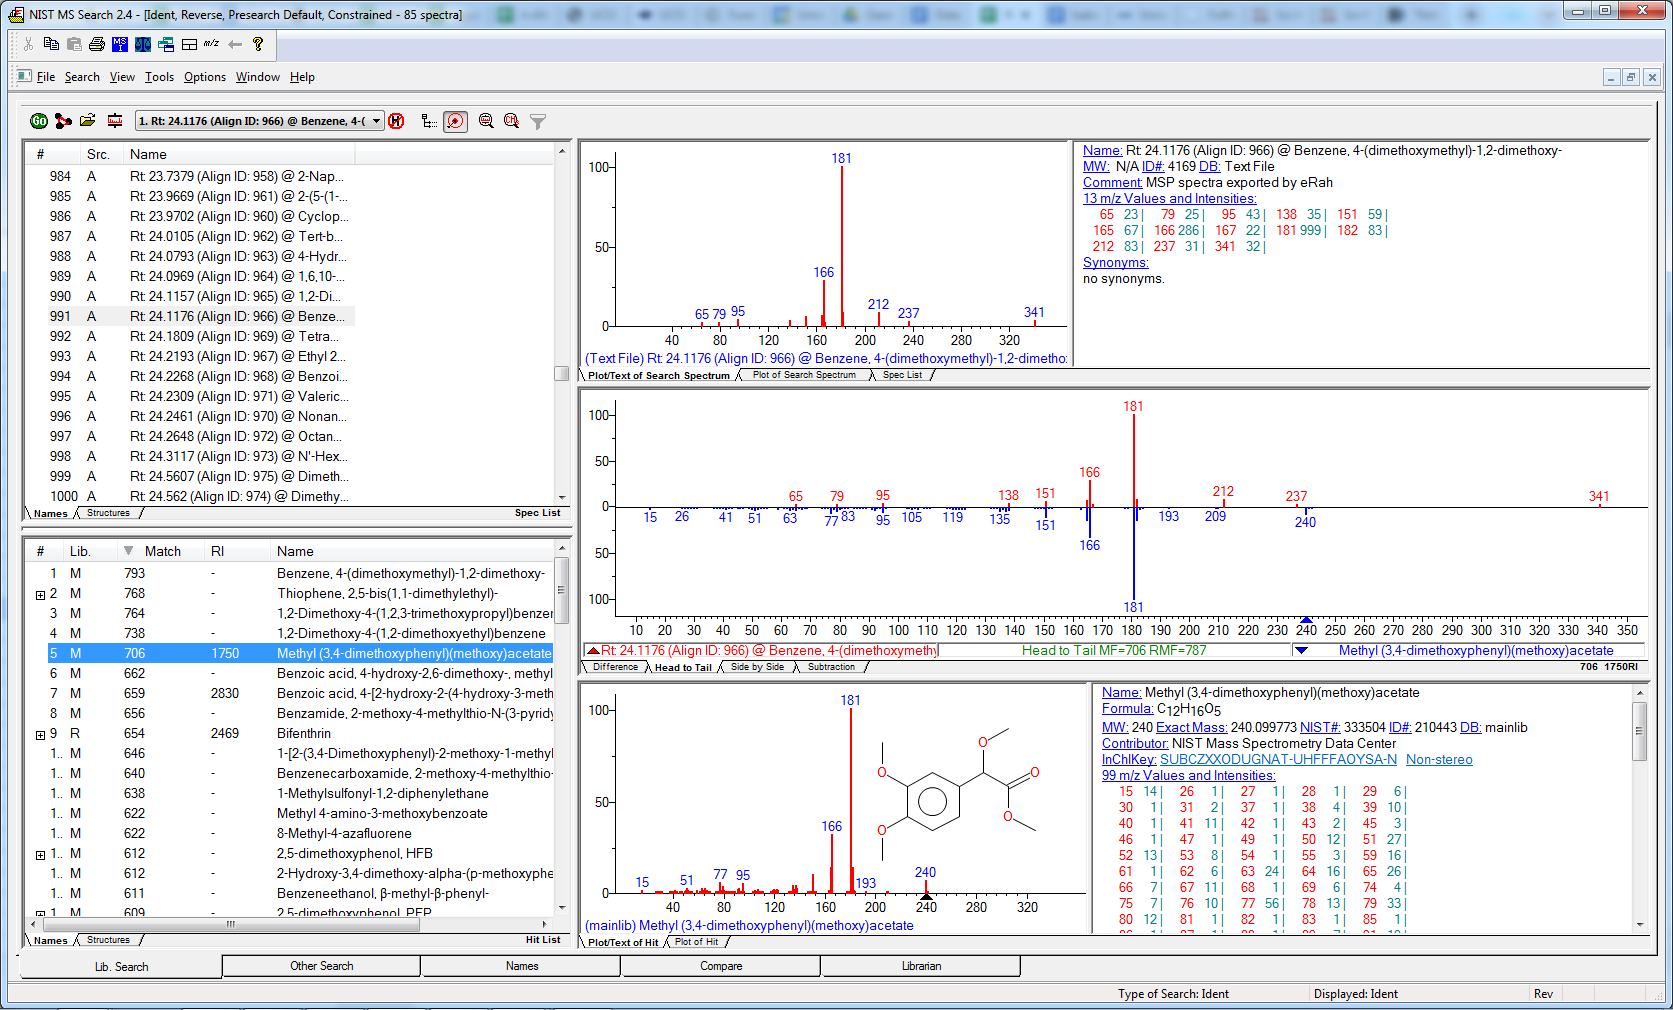 NIST MS Search 2.4 - [Ident, Reverse, Presearch Default, Constrained - 85 spectra]
MS
m/z
File Search View Tools Options Window Help
GO
1. Rt: 24.1176 (Align ID: 966) @ Benzene, 4-(
# Src. Name
984 A Rt: 23.7379 (Align ID: 958) @ 2-Nap...
985 A Rt: 23.9669 (Align ID: 961) @ 2-(5-(1-...
986 A Rt: 23.9702 (Align ID: 960) @ Cyclop...
987 A Rt: 24.0105 (Align ID: 962) @ Tert-b...
988 A Rt: 24.0793 (Align ID: 963) @ 4-Hydr...
989 A Rt: 24.0969 (Align ID: 964) @ 1,6,10-...
990 A Rt: 24.1157 (Align ID: 965) @ 1,2-Di...
991 A Rt: 24.1176 (Align ID: 966) @ Benze...
992 A Rt: 24.1809 (Align ID: 969) @ Tetra...
993 A Rt: 24.2193 (Align ID: 967) @ Ethyl 2...
994 A Rt: 24.2268 (Align ID: 968) @ Benzoi...
995 A Rt: 24.2309 (Align ID: 971) @ Valeric...
996 A Rt: 24.2461 (Align ID: 970) @ Nonan...
997 A Rt: 24.2648 (Align ID: 972) @ Octan...
998 A Rt: 24.3117 (Align ID: 973) @ N'-Hex...
999 A Rt: 24.5607 (Align ID: 975) @ Dimeth...
1000 A Rt: 24.562 (Align ID: 974) @ Dimethy...
Names Structures Spec List
# Lib. Match RI Name
1 M 793 - Benzene, 4-(dimethoxymethyl)-1,2-dimethoxy-
2 M 768 - Thiophene, 2,5-bis(1,1-dimethylethyl)-
3 M 764 - 1,2-Dimethoxy-4-(1,2,3-trimethoxypropyl)benzer
4 M 738 - 1,2-Dimethoxy-4-(1,2-dimethoxyethyl)benzene
5 M 706 1750 Methyl (3,4-dimethoxyphenyl)(methoxy)acetate
6 M 662 - Benzoic acid, 4-hydroxy-2,6-dimethoxy-, methyl
7 M 659 2830 Benzoic acid, 4-[2-hydroxy-2-(4-hydroxy-3-meth
8 M 656 - Benzamide, 2-methoxy-4-methylthio-N-(3-pyridy
9 R 654 2469 Bifenthrin
1.. M 646 - 1-[2-(3,4-Dimethoxyphenyl)-2-methoxy-1-methyl
1.. M 640 - Benzenecarboxamide, 2-methoxy-4-methylthio-
1.. M 638 - 1-Methylsulfonyl-1,2-diphenylethane
1.. M 622 - Methyl 4-amino-3-methoxybenzoate
1.. M 622 - 8-Methyl-4-azafluorene
1.. M 612 - 2,5-dimethoxyphenol, HFB
1.. M 612 - 2-Hydroxy-3,4-dimethoxy-alpha-(p-methoxyphe
1.. M 611 - Benzeneethanol, β-methyl-β-phenyl-
1.. M 609 - 2,5-dimethoxyphenol, PFP
Names Structures Hit List
100 50 0
181
166
65 79 95 212 237 341
40 80 120 160 200 240 280 320
(Text File) Rt: 24.1176 (Align ID: 966) @ Benzene, 4-(dimethoxymethyl)-1,2-dimetho:
Plot/Text of Search Spectrum Plot of Search Spectrum Spec List
Name: Rt: 24.1176 (Align ID: 966) @ Benzene, 4-(dimethoxymethyl)-1,2-dimethoxy-
MW: N/A ID#: 4169 DB: Text File
Comment: MSP spectra exported by eRah
13 m/z Values and Intensities:
65 23| 79 25| 95 43| 138 35| 151 59|
165 67| 166 286| 167 22| 181 999| 182 83|
212 83| 237 31| 341 32|
Synonyms:
no synonyms.
100 50 0 50 100
181
166
65 79 95 138 151 212 237 341
15 26 41 51 63 77 83 95 105 119 135 151 193 209 240
166
181
10 20 30 40 50 60 70 80 90 100 110 120 130 140 150 160 170 180 190 200 210 220 230 240 250 260 270 280 290 300 310 320 330 340 350
Rt: 24.1176 (Align ID: 966) @ Benzene, 4-(dimethoxymethy Head to Tail MF=706 RMF=787 Methyl (3,4-dimethoxyphenyl)(methoxy)acetate
Difference Head to Tail Side by Side Subtraction 706 1750RI
100 50 0
181
166
15 51 77 95 193 240
O O O O O
40 80 120 160 200 240 280 320
(mainlib) Methyl (3,4-dimethoxyphenyl)(methoxy)acetate
Plot/Text of Hit Plot of Hit
Name: Methyl (3,4-dimethoxyphenyl)(methoxy)acetate
Formula: C12H16O5
MW: 240 Exact Mass: 240.099773 NIST#: 333504 ID#: 210443 DB: mainlib
Contributor: NIST Mass Spectrometry Data Center
InChIKey: SUBCZXXODUGNAT-UHFFFAOYSA-N Non-stereo
99 m/z Values and Intensities:
15 14| 26 1| 27 1| 28 1| 29 6|
30 1| 31 2| 37 1| 38 4| 39 10|
40 1| 41 11| 42 1| 43 2| 45 3|
46 1| 47 1| 49 1| 50 12| 51 27|
52 13| 53 8| 54 1| 55 3| 59 16|
61 1| 62 6| 63 24| 64 16| 65 26|
66 7| 67 11| 68 1| 69 6| 74 4|
75 7| 76 10| 77 56| 78 13| 79 33|
80 12| 81 1| 82 1| 83 1| 85 1|
Lib. Search Other Search Names Compare Librarian
Type of Search: Ident Displayed: Ident Rev